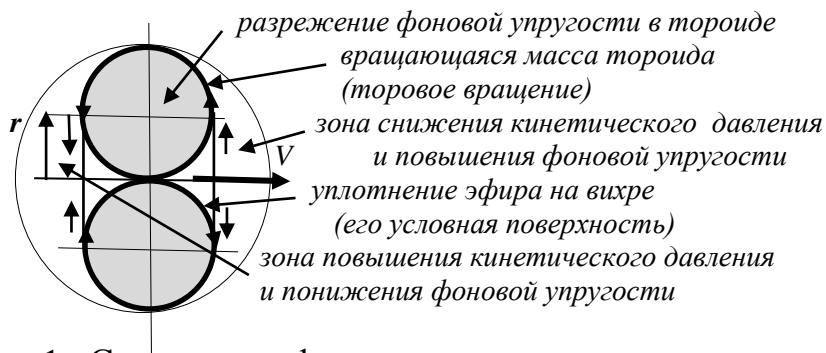 разрежение фоновой упругости в тороиде
вращающаяся масса тороида
(торовое вращение)
r
зона снижения кинетического давления
V
и повышения фоновой упругости
уплотнение эфира на вихре
(его условная поверхность)
зона повышения кинетического давления
и понижения фоновой упругости